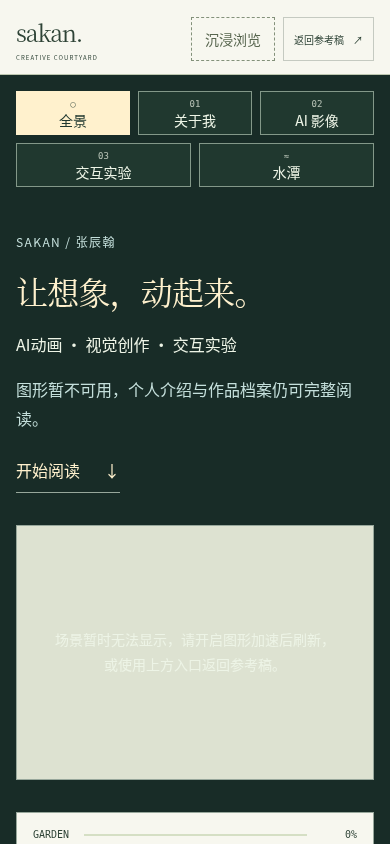 sakan.
CREATIVE COURTYARD
沉浸浏览
返回参考稿 ↗
○
全景
01
关于我
02
AI 影像
03
交互实验
≈
水潭
SAKAN / 张辰翰
让想象，动起来。
AI动画 · 视觉创作 · 交互实验
图形暂不可用，个人介绍与作品档案仍可完整阅
读。
开始阅读 ↓
场景暂时无法显示，请开启图形加速后刷新，
或使用上方入口返回参考稿。
GARDEN 0%